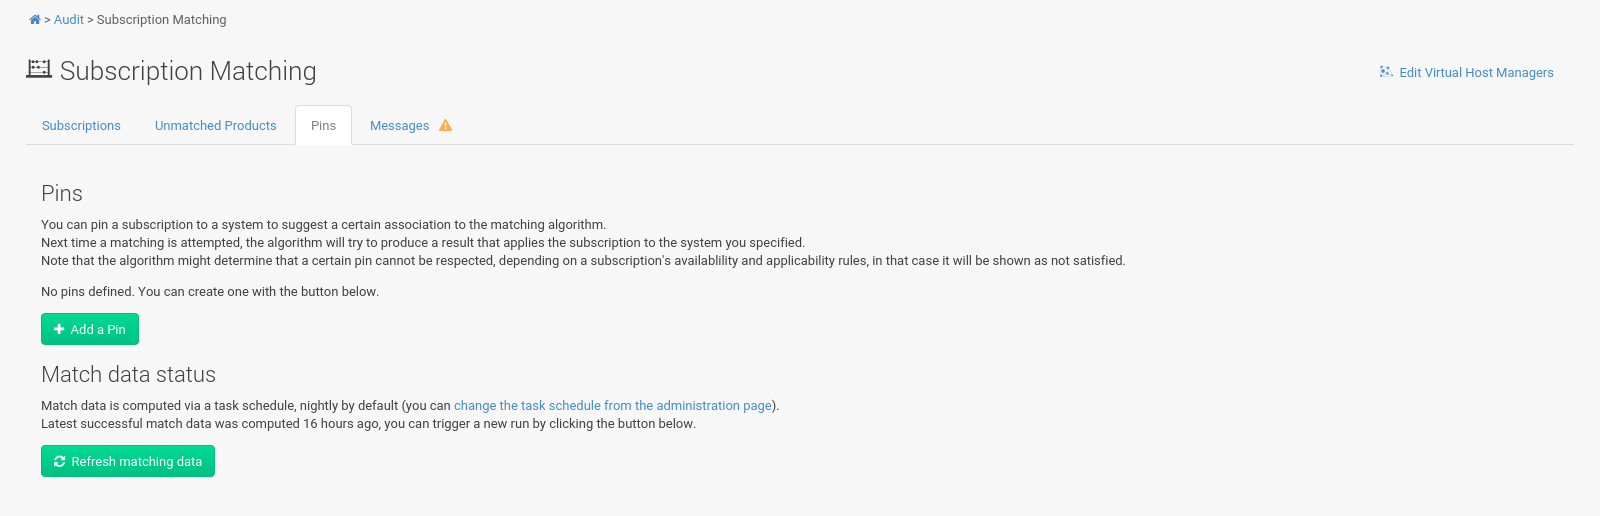 > Audit > Subscription Matching
Subscription Matching
Edit Virtual Host Managers
Subscriptions
Unmatched Products
Pins
Messages
Pins
You can pin a subscription to a system to suggest a certain association to the matching algorithm.
Next time a matching is attempted, the algorithm will try to produce a result that applies the subscription to the system you specified.
Note that the algorithm might determine that a certain pin cannot be respected, depending on a subscription's availablility and applicability rules, in that case it will be shown as not satisfied.
No pins defined. You can create one with the button below.
Add a Pin
Match data status
Match data is computed via a task schedule, nightly by default (you can change the task schedule from the administration page).
Latest successful match data was computed 16 hours ago, you can trigger a new run by clicking the button below.
Refresh matching data